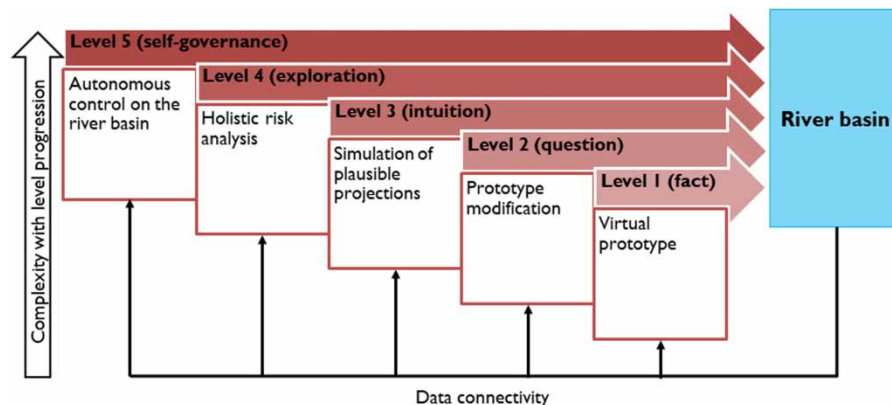 Complexity with level progression
Level 5 (self-governance)
Autonomous
control on the
river basin
Level 4 (exploration)
Holistic risk
analysis
Level 3 (intuition)
Simulation of
plausible
projections
Level 2 (question)
Prototype
modification
Level 1 (fact)
Virtual
prototype
River basin
Data connectivity